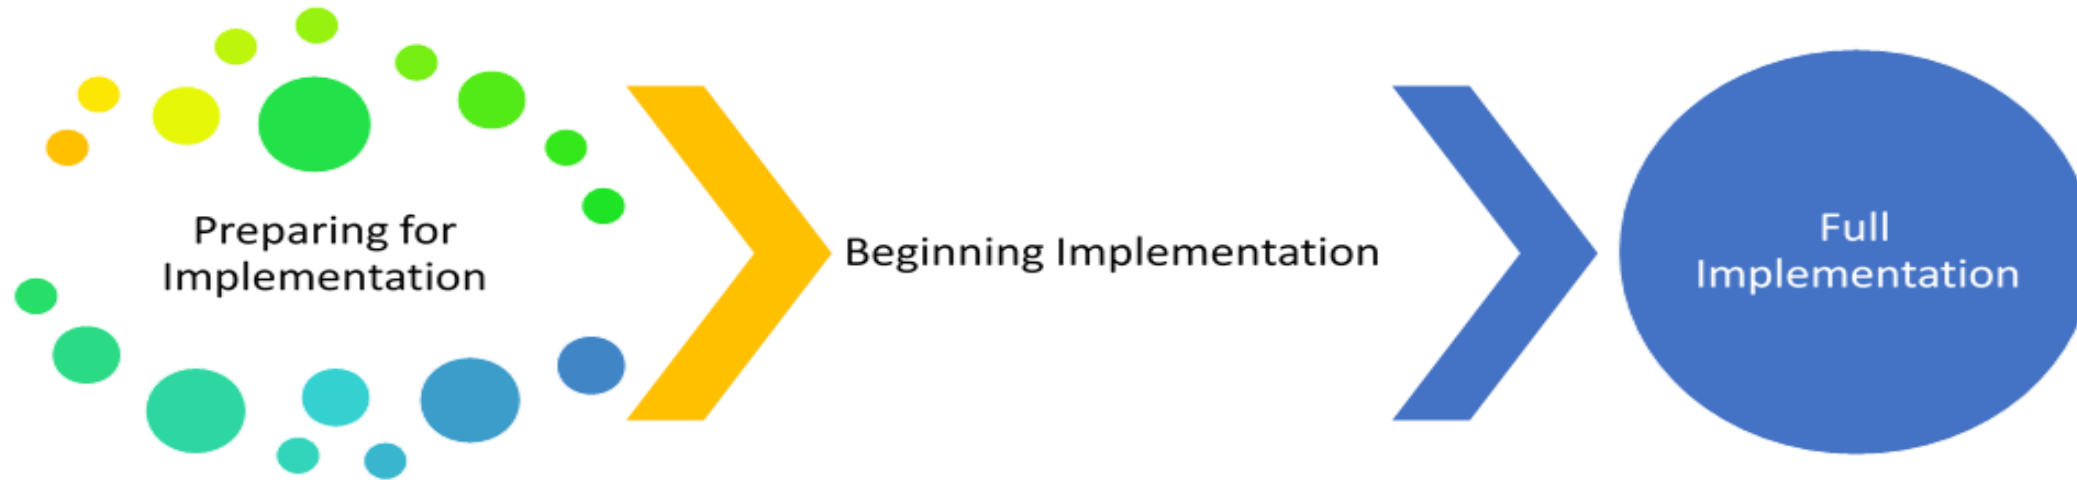 Preparing for
Implementation
Beginning Implementation
Full
Implementation